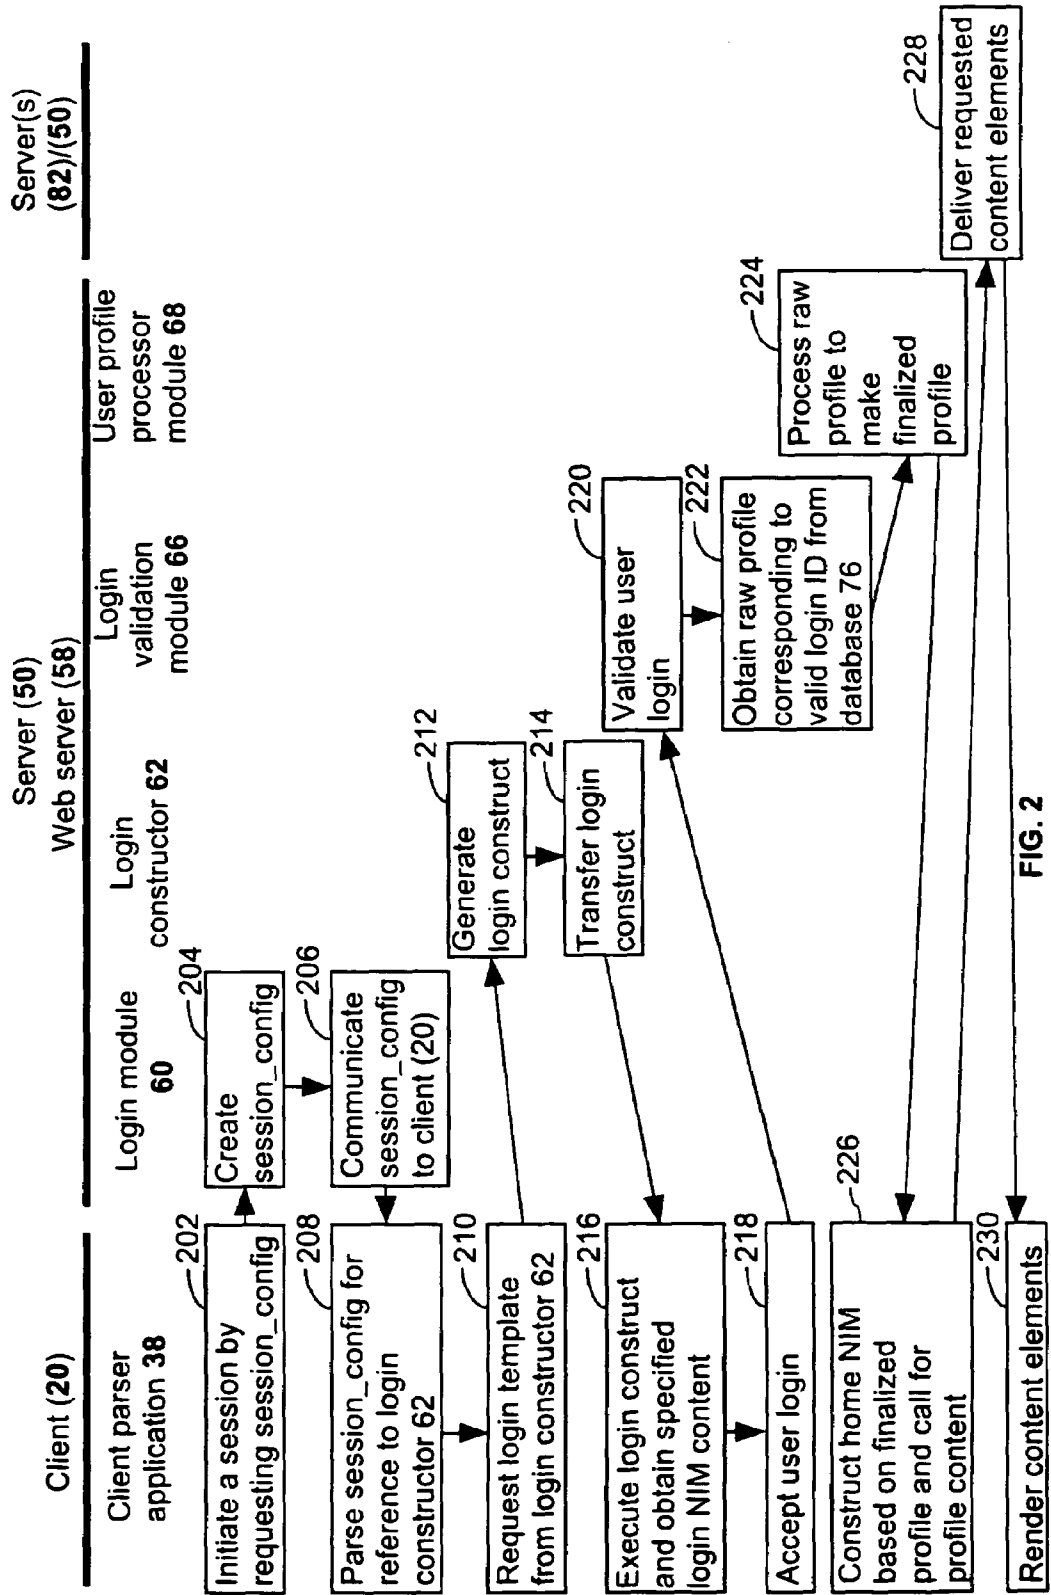 Client (20)
Server (50)
Web server (58)
Server(s)
(82)/(50)
Client parser
application 38
Login module
60
Login
constructor 62
Login
validation
module 66
User profile
processor
module 68
202
Initiate a session by
requesting session_config
204
Create
session_config
206
Communicate
session_config
to client (20)
208
Parse session_config for
reference to login
constructor 62
210
Request login template
from login constructor 62
212
Generate
login construct
214
Transfer login
construct
216
Execute login construct
and obtain specified
login NIM content
218
Accept user login
220
Validate user
login
222
Obtain raw profile
corresponding to
valid login ID from
database 76
224
Process raw
profile to
make
finalized
profile
226
Construct home NIM
based on finalized
profile and call for
profile content
228
Deliver requested
content elements
230
Render content elements
FIG. 2